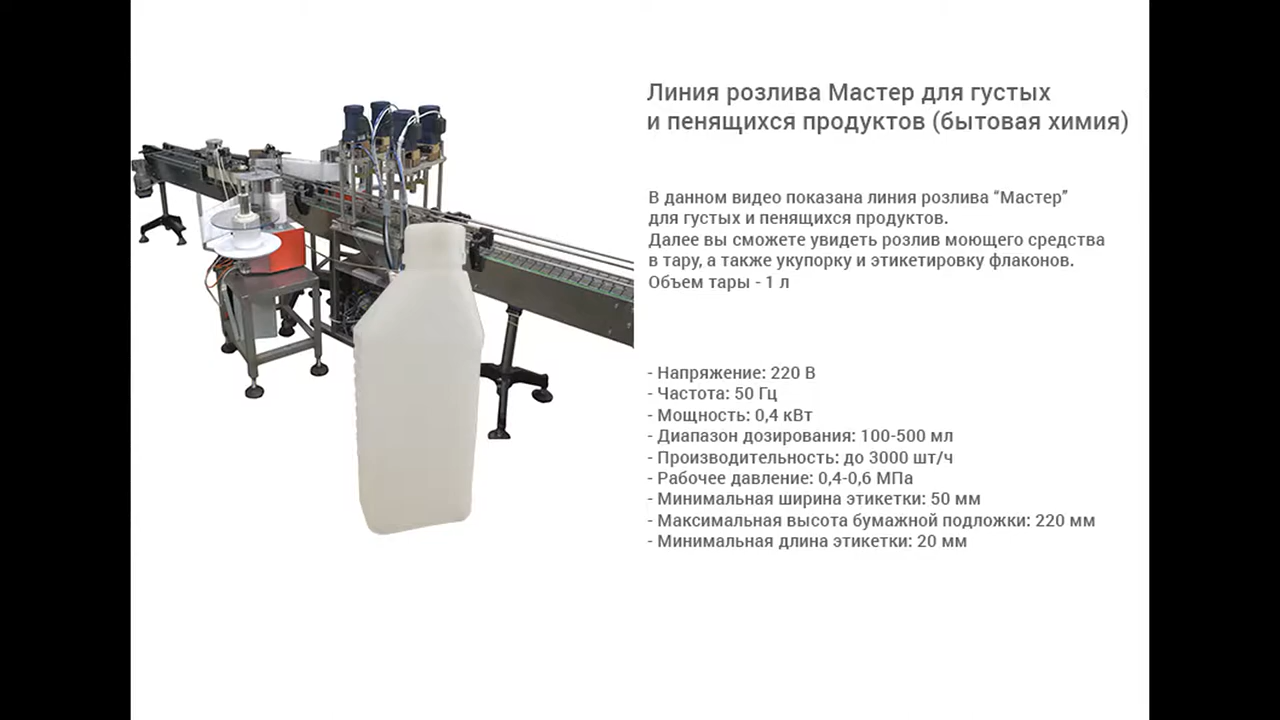 Линия розлива Мастер для густых
и пенящихся продуктов (бытовая химия)
В данном видео показана линия розлива “Мастер”
для густых и пенящихся продуктов.
Далее вы сможете увидеть розлив моющего средства
в тару, а также укупорку и этикетировку флаконов.
Объем тары - 1 л
- Напряжение: 220 В
- Частота: 50 Гц
- Мощность: 0,4 кВт
- Диапазон дозирования: 100-500 мл
- Производительность: до 3000 шт/ч
- Рабочее давление: 0,4-0,6 МПа
- Минимальная ширина этикетки: 50 мм
- Максимальная высота бумажной подложки: 220 мм
- Минимальная длина этикетки: 20 мм